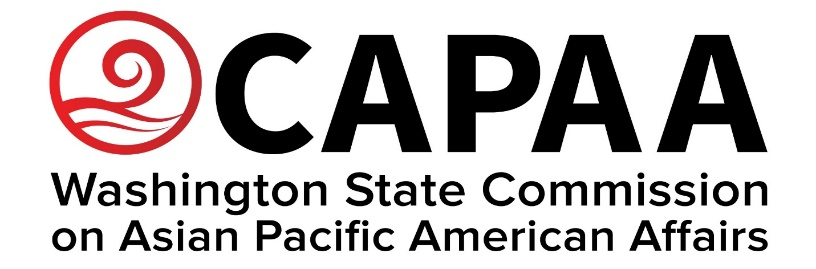 CAPAA
Washington State Commission
on Asian Pacific American Affairs